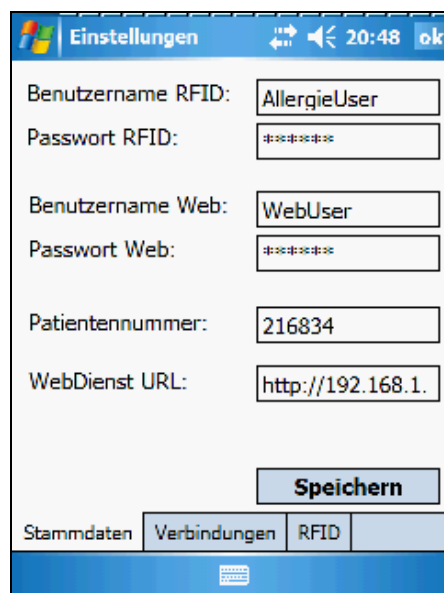 Einstellungen 20:48 ok
Benutzername RFID: AllergieUser
Passwort RFID: ******
Benutzername Web: WebUser
Passwort Web: ******
Patientennummer: 216834
WebDienst URL: http://192.168.1.
Speichern
Stammdaten Verbindungen RFID